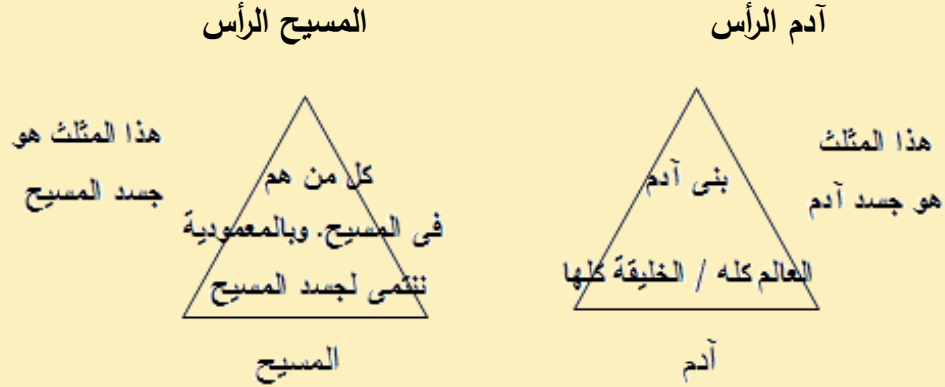 آدم الرأس
هذا المثلث
هو جسد آدم
بنى آدم
العالم كله / الخليقة كلها
آدم
المسيح الرأس
كل من هم
فى المسيح. وبالمعمودية
ننتمى لجسد المسيح
هذا المثلث هو
جسد المسيح
المسيح